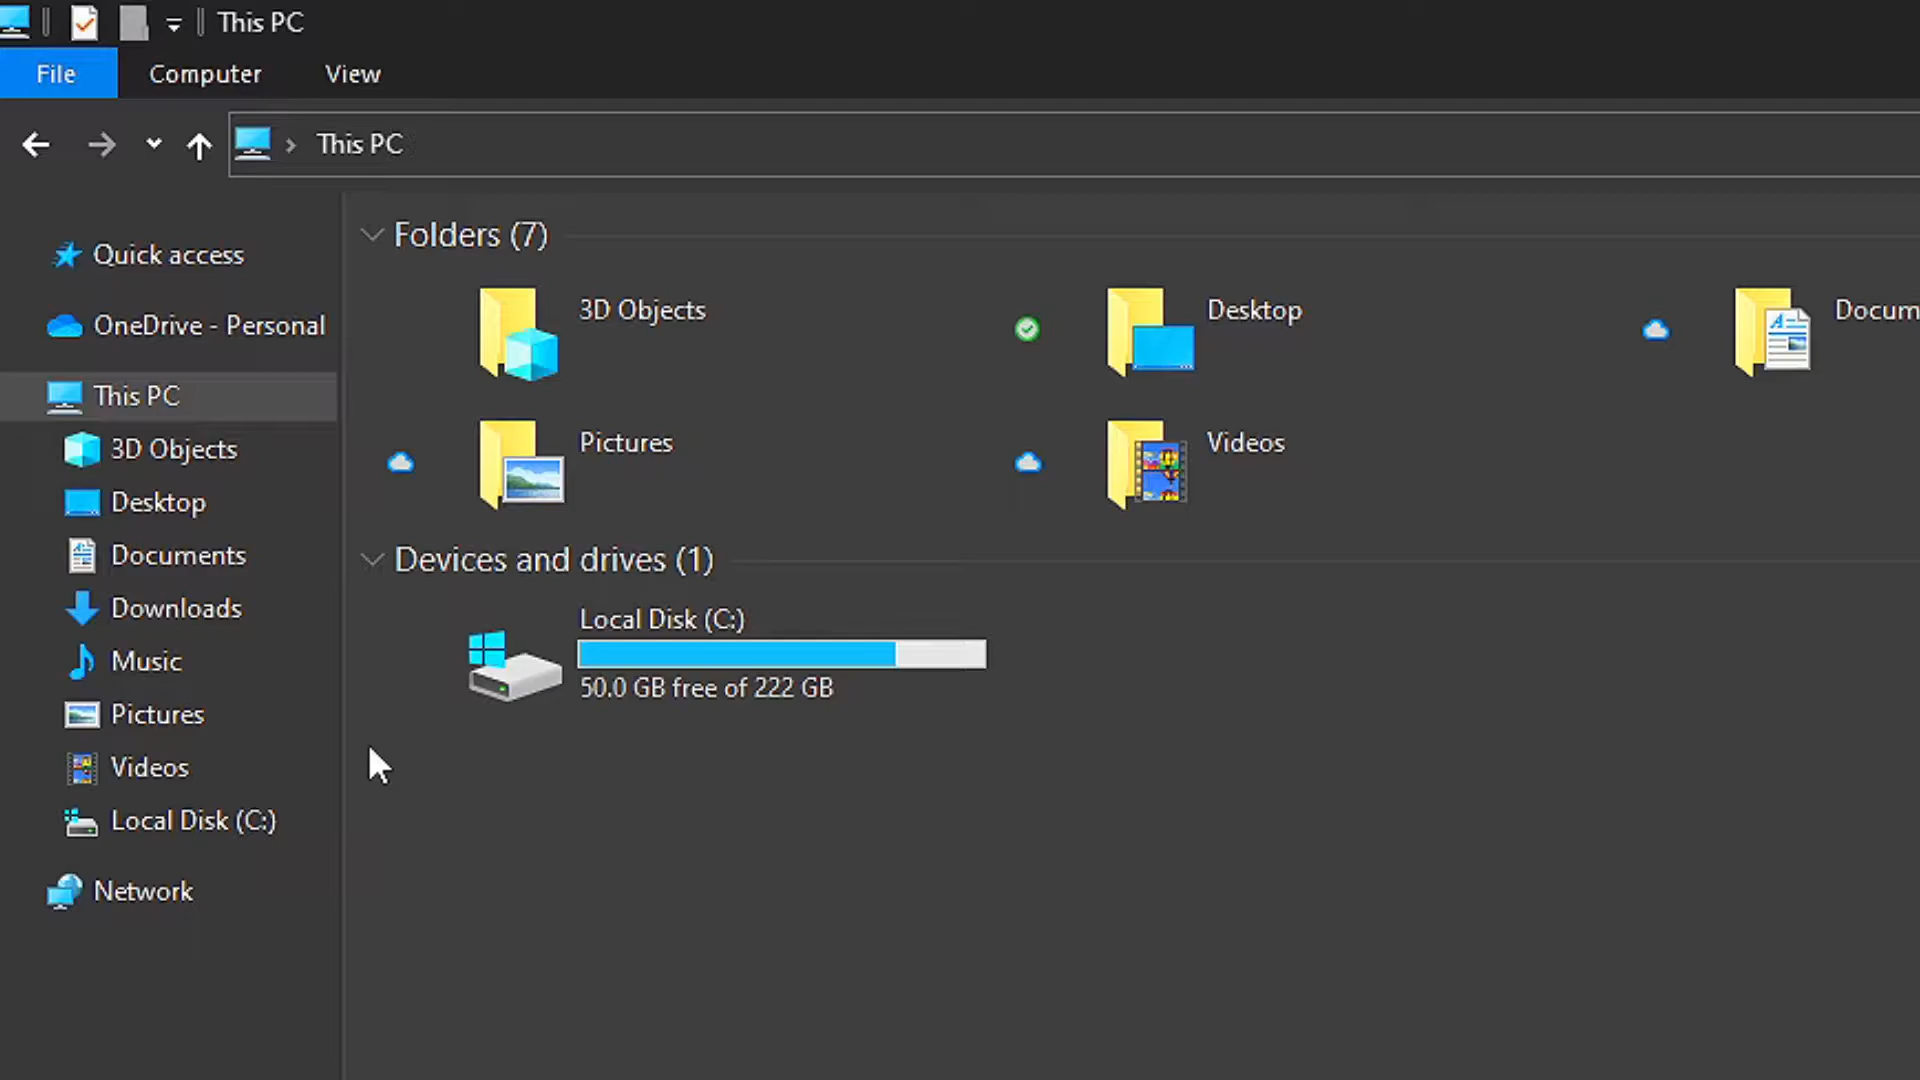 This PC
File Computer View
This PC
Quick access
OneDrive - Personal
This PC
3D Objects
Desktop
Documents
Downloads
Music
Pictures
Videos
Local Disk (C:)
Network
Folders (7)
3D Objects
Desktop
Docum
Pictures
Videos
Devices and drives (1)
Local Disk (C:)
50.0 GB free of 222 GB